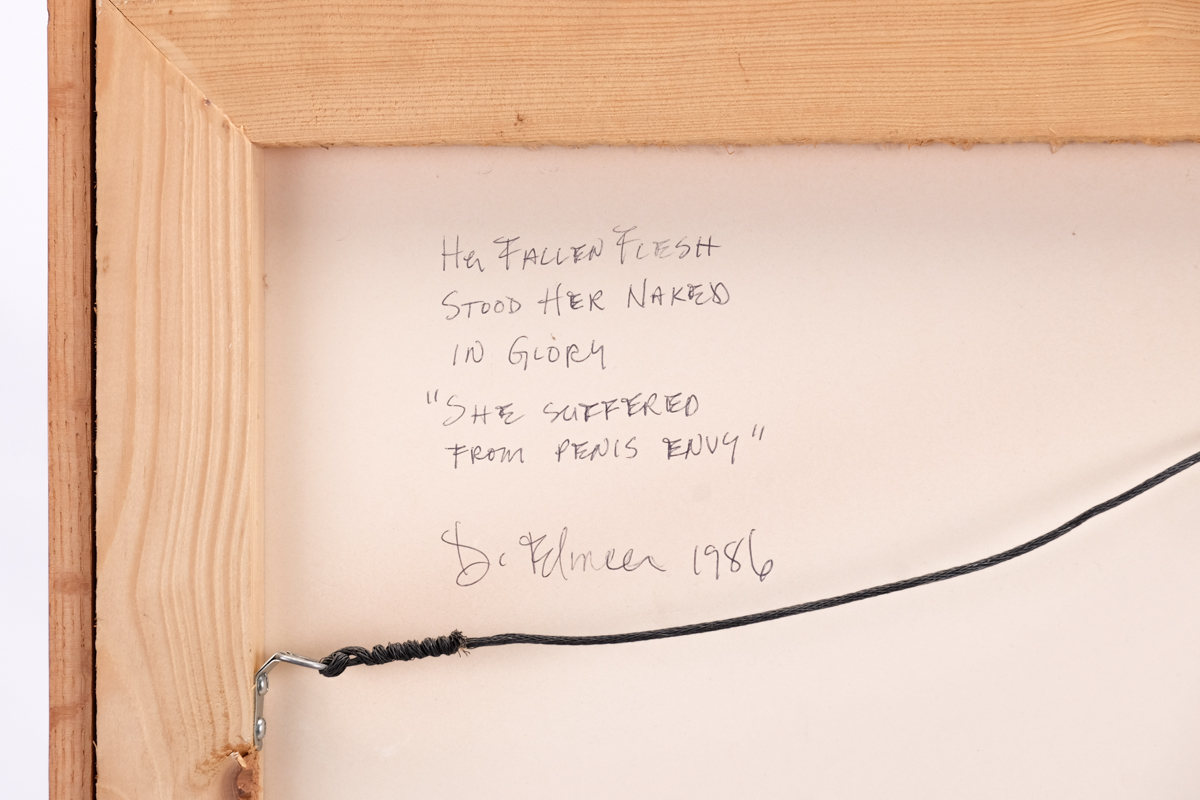 Her FALLEN FLESH
STOOD HER NAKED
IN GLORY
"SHE SUFFERED
FROM PENIS ENVY"
D. 1986